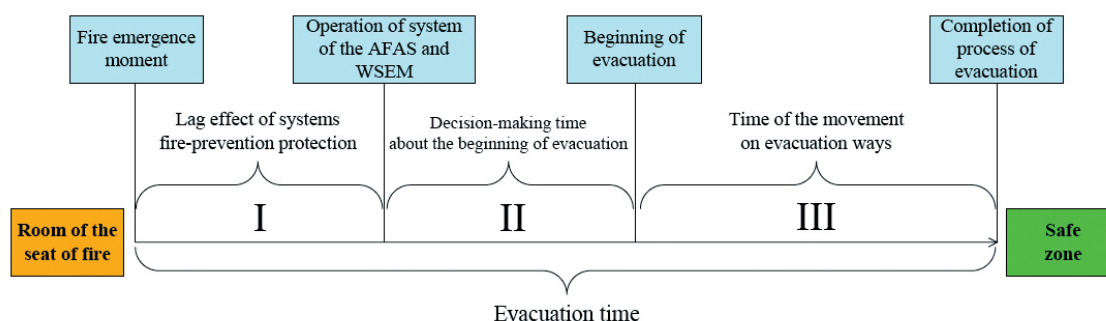 Fire emergence
moment
Operation of system
of the AFAS and
WSEM
Beginning of
evacuation
Completion of
process of
evacuation
Lag effect of systems
fire-prevention protection
Decision-making time
about the beginning of evacuation
Time of the movement
on evacuation ways
Room of the
seat of fire
I
II
III
Safe
zone
Evacuation time